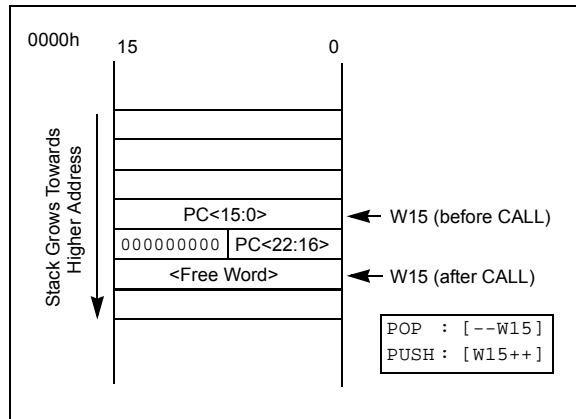 0000h
15 0
Stack Grows Towards
Higher Address
PC<15:0>
W15 (before CALL)
000000000 PC<22:16>
<Free Word>
W15 (after CALL)
POP : [--W15]
PUSH : [W15++]